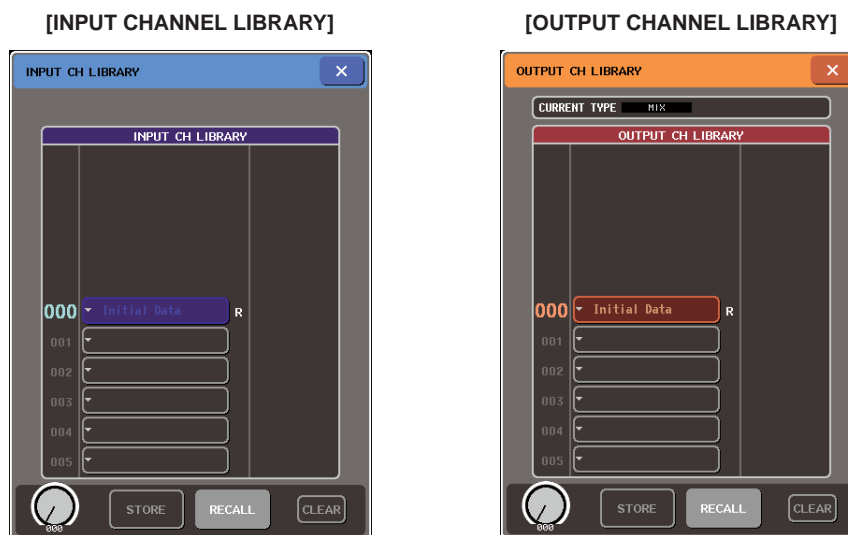 [INPUT CHANNEL LIBRARY]
INPUT CH LIBRARY
INPUT CH LIBRARY
000 Initial Data R
001
002
003
004
005
000
STORE
RECALL
CLEAR
[OUTPUT CHANNEL LIBRARY]
OUTPUT CH LIBRARY
CURRENT TYPE MIX
OUTPUT CH LIBRARY
000 Initial Data R
001
002
003
004
005
000
STORE
RECALL
CLEAR